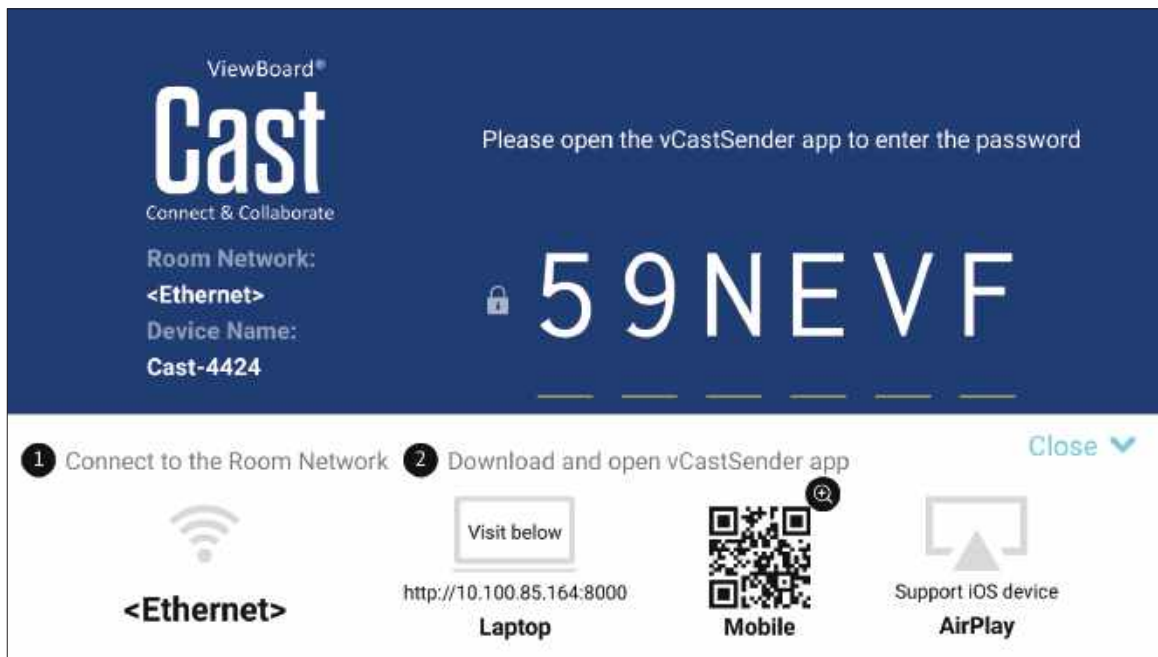 ViewBoard®
Cast
Connect & Collaborate
Room Network:
<Ethernet>
Device Name:
Cast-4424
Please open the vCastSender app to enter the password
59NEVF
1 Connect to the Room Network
<Ethernet>
2 Download and open vCastSender app
Close
Visit below
http://10.100.85.164:8000
Laptop
Mobile
Support iOS device
AirPlay